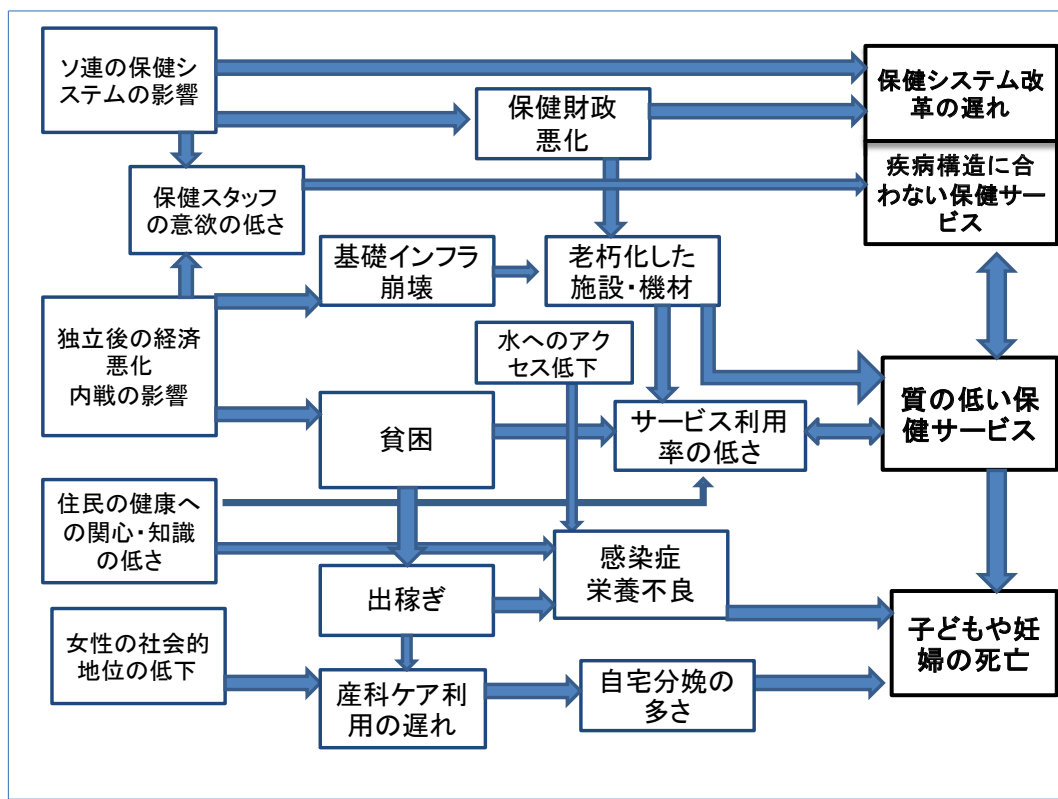 ソ連の保健シ
ステムの影響
保健財政
悪化
保健システム改
革の遅れ
保健スタッフ
の意欲の低さ
疾病構造に合
わない保健サー
ビス
基礎インフラ
崩壊
老朽化した
施設・機材
独立後の経済
悪化
内戦の影響
水へのアク
セス低下
貧困
サービス利用
率の低さ
質の低い保
健サービス
住民の健康へ
の関心・知識
の低さ
感染症
栄養不良
出稼ぎ
子どもや妊
婦の死亡
女性の社会的
地位の低下
産科ケア利
用の遅れ
自宅分娩の
多さ